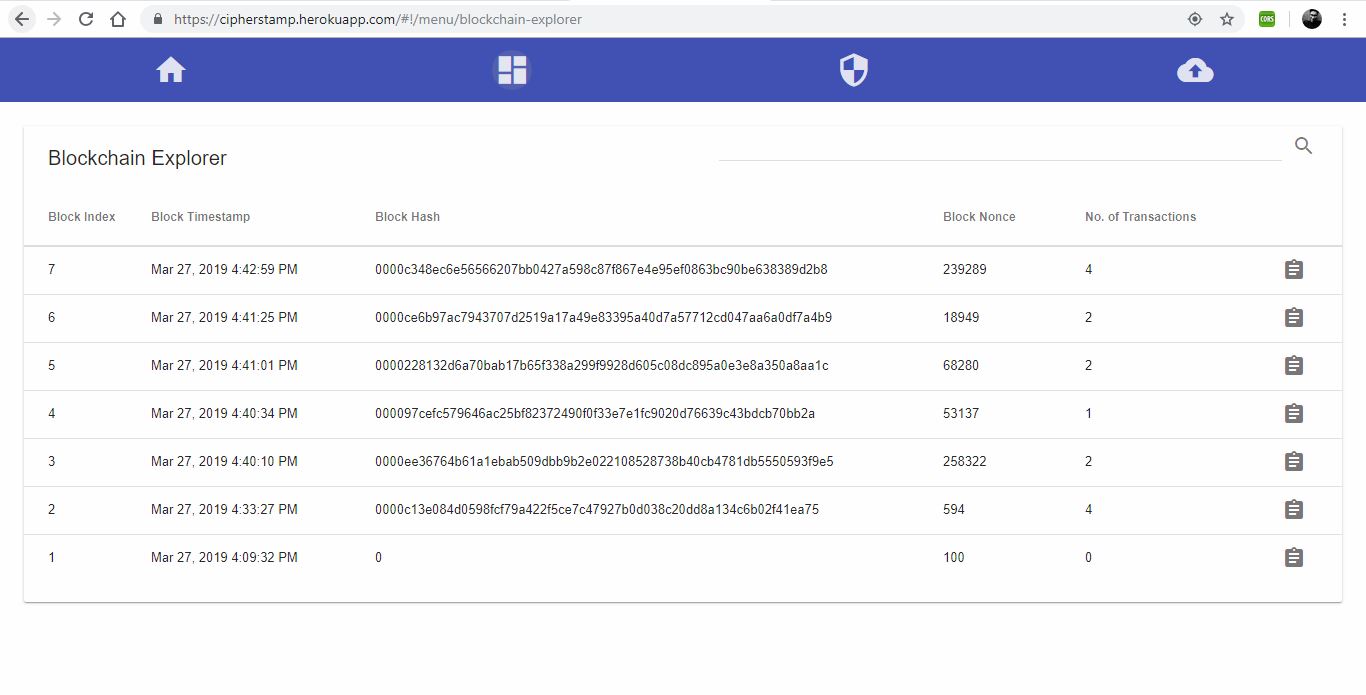 https://cipherstamp.herokuapp.com/#!/menu/blockchain-explorer
CORS
Blockchain Explorer
Block Index Block Timestamp Block Hash Block Nonce No. of Transactions
7 Mar 27, 2019 4:42:59 PM 0000c348ec6e56566207bb0427a598c87f867e4e95ef0863bc90be638389d2b8 239289 4
6 Mar 27, 2019 4:41:25 PM 0000ce6b97ac7943707d2519a17a49e83395a40d7a57712cd047aa6a0df7a4b9 18949 2
5 Mar 27, 2019 4:41:01 PM 0000228132d6a70bab17b65f338a299f9928d605c08dc895a0e3e8a350a8aa1c 68280 2
4 Mar 27, 2019 4:40:34 PM 000097cefc579646ac25bf82372490f0f33e7e1fc9020d76639c43bdcb70bb2a 53137 1
3 Mar 27, 2019 4:40:10 PM 0000ee36764b61a1ebab509dbb9b2e022108528738b40cb4781db5550593f9e5 258322 2
2 Mar 27, 2019 4:33:27 PM 0000c13e084d0598fcf79a422f5ce7c47927b0d038c20dd8a134c6b02f41ea75 594 4
1 Mar 27, 2019 4:09:32 PM 0 100 0